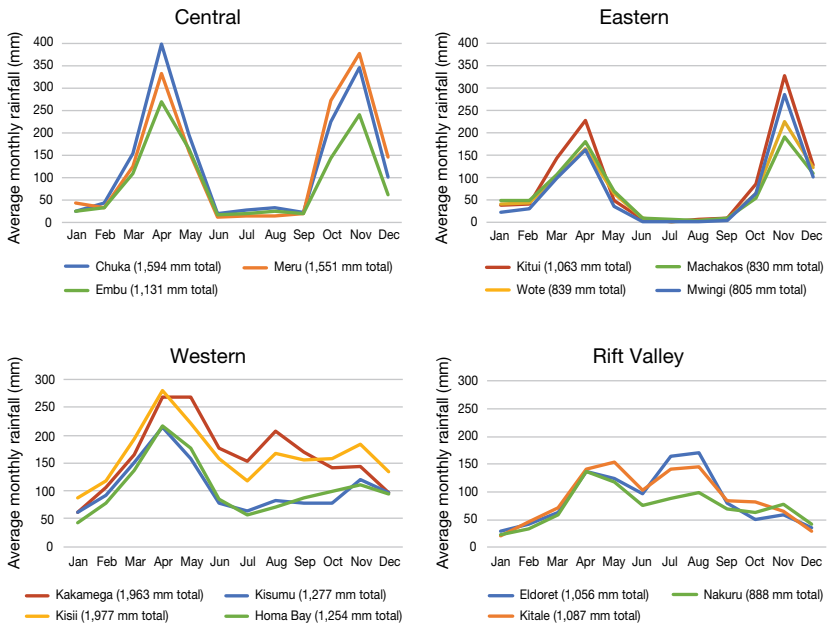 Central
Average monthly rainfall (mm)
400
350
300
250
200
150
100
50
0
Jan Feb Mar Apr May Jun Jul Aug Sep Oct Nov Dec
Chuka (1,594 mm total) Meru (1,551 mm total)
Embu (1,131 mm total)
Eastern
Average monthly rainfall (mm)
400
350
300
250
200
150
100
50
0
Jan Feb Mar Apr May Jun Jul Aug Sep Oct Nov Dec
Kitui (1,063 mm total) Machakos (830 mm total)
Wote (839 mm total) Mwingi (805 mm total)
Western
Average monthly rainfall (mm)
300
250
200
150
100
50
0
Jan Feb Mar Apr May Jun Jul Aug Sep Oct Nov Dec
Kakamega (1,963 mm total) Kisumu (1,277 mm total)
Kisii (1,977 mm total) Homa Bay (1,254 mm total)
Rift Valley
Average monthly rainfall (mm)
300
250
200
150
100
50
0
Jan Feb Mar Apr May Jun Jul Aug Sep Oct Nov Dec
Eldoret (1,056 mm total) Nakuru (888 mm total)
Kitale (1,087 mm total)